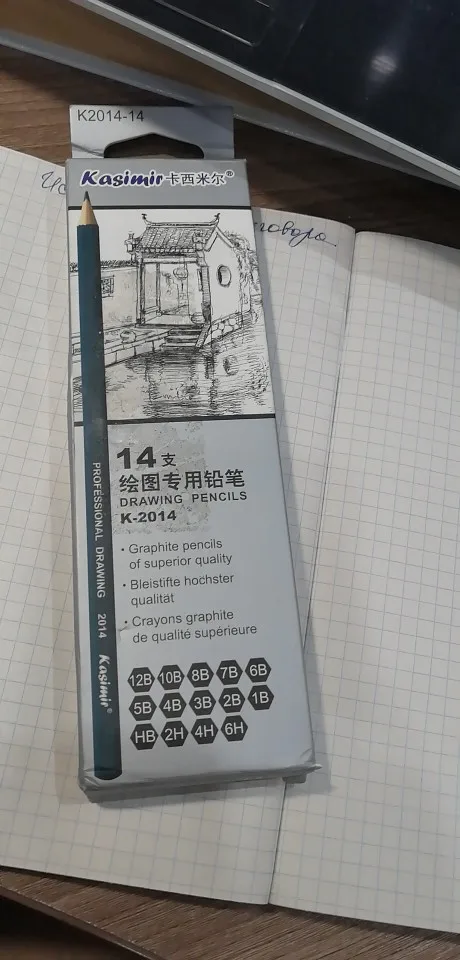 K2014-14
Kasimir卡西米尔®
14支
绘图专用铅笔
DRAWING PENCILS
K-2014
• Graphite pencils
of superior quality
• Bleistifte hochster
qualität
• Crayons graphite
de qualité supérieure
12B 10B 8B 7B 6B
5B 4B 3B 2B 1B
HB 2H 4H 6H
PROFESSIONAL DRAWING 2014 Kasimir®